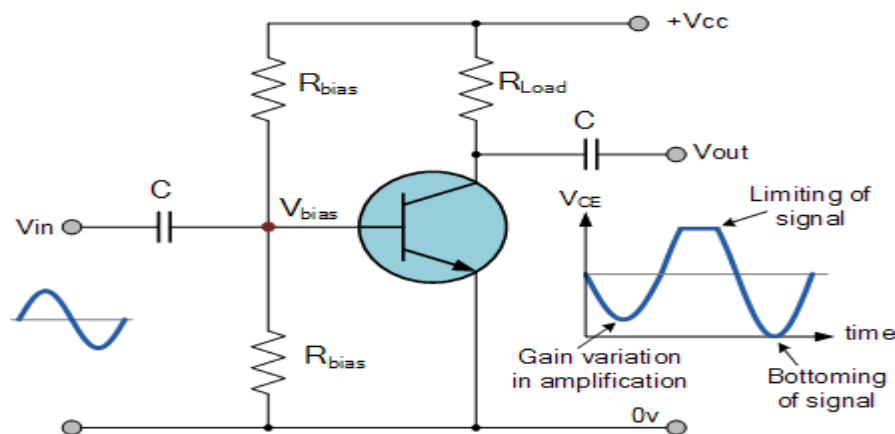 +Vcc
Rbias
RLoad
C
Vout
C
Vin
Vbias
VCE
Limiting of
signal
time
Rbias
Gain variation
in amplification
Bottoming
of signal
0v